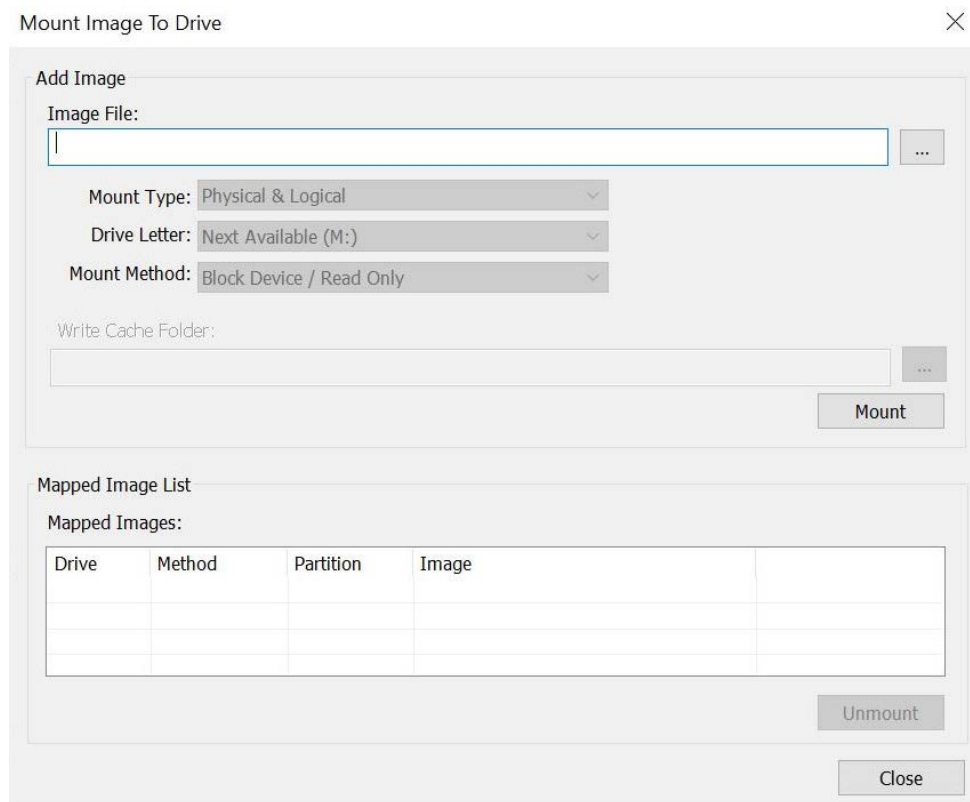 Mount Image To Drive
Add Image
Image File:
...
Mount Type: Physical & Logical
Drive Letter: Next Available (M:)
Mount Method: Block Device / Read Only
Write Cache Folder:
...
Mount
Mapped Image List
Mapped Images:
Drive Method Partition Image
Unmount
Close